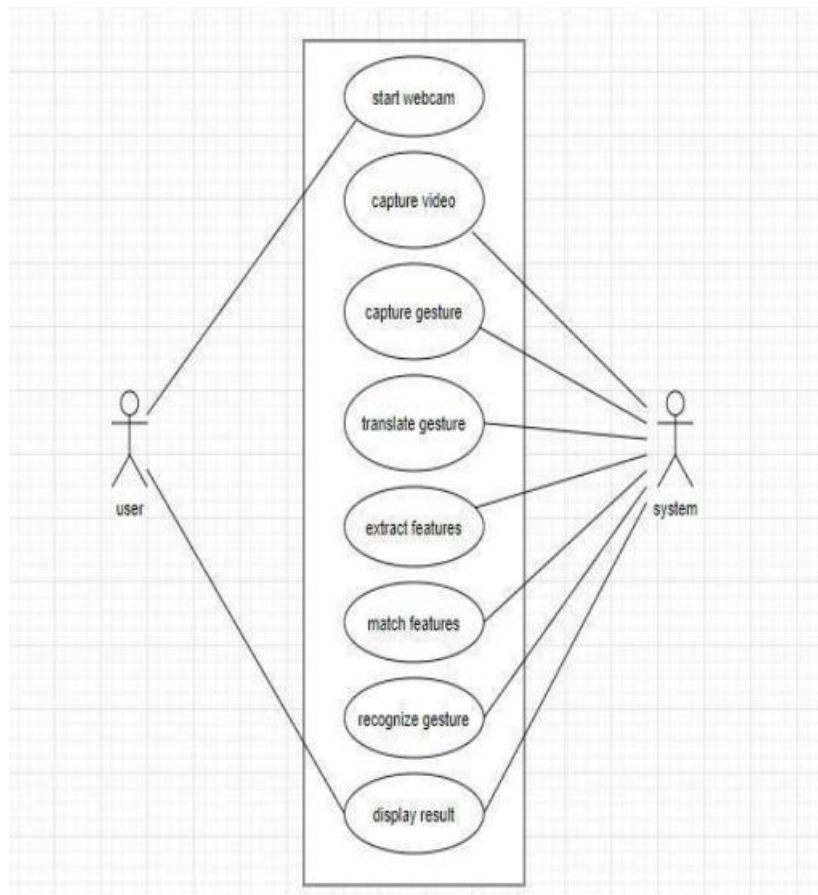 start webcam
capture video
capture gesture
translate gesture
user
system
extract features
match features
recognize gesture
display result